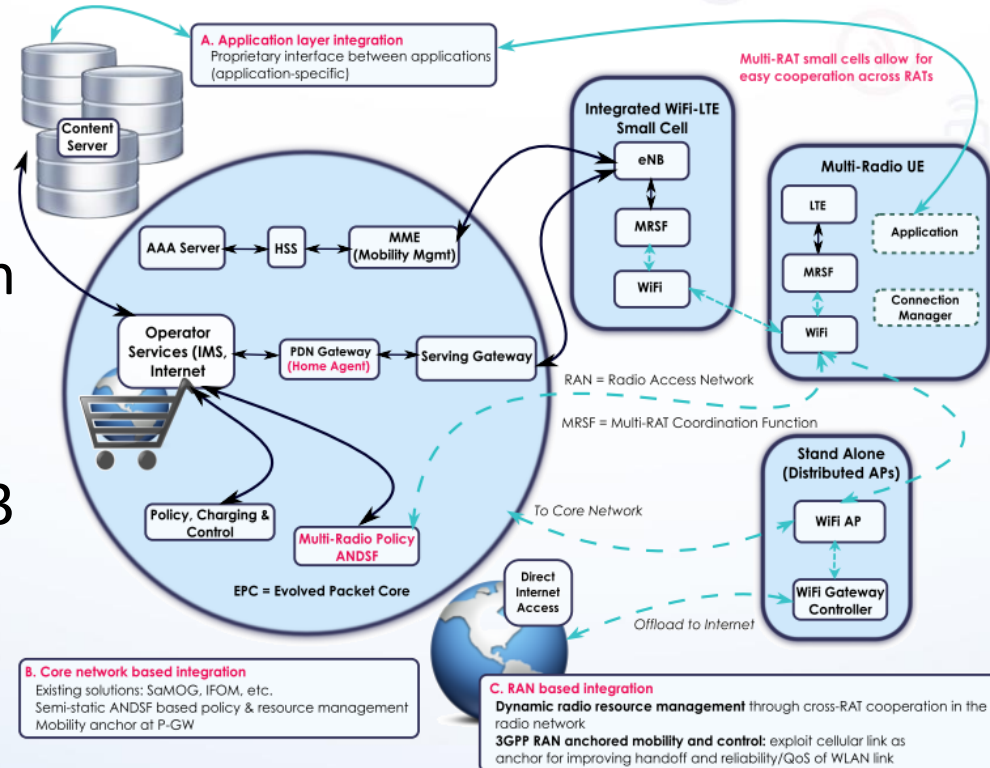 A. Application layer integration
Proprietary interface between applications
(application-specific)
Multi-RAT small cells allow for
easy cooperation across RATs
Content
Server
Integrated WiFi-LTE
Small Cell
eNB
MRSF
WiFi
Multi-Radio UE
LTE
MRSF
WiFi
Application
Connection
Manager
AAA Server
HSS
MME
(Mobility Mgmt)
n
Operator
Services (IMS,
Internet
PDN Gateway
(Home Agent)
Serving Gateway
RAN = Radio Access Network
MRSF = Multi-RAT Coordination Function
3
Policy, Charging &
Control
Multi-Radio Policy
ANDSF
EPC = Evolved Packet Core
To Core Network
Stand Alone
(Distributed APs)
WiFi AP
WiFi Gateway
Controller
Direct
Internet
Access
Offload to Internet
B. Core network based integration
Existing solutions: SaMOG, IFOM, etc.
Semi-static ANDSF based policy & resource management
Mobility anchor at P-GW
C. RAN based integration
Dynamic radio resource management through cross-RAT cooperation in the
radio network
3GPP RAN anchored mobility and control: exploit cellular link as
anchor for improving handoff and reliability/QoS of WLAN link